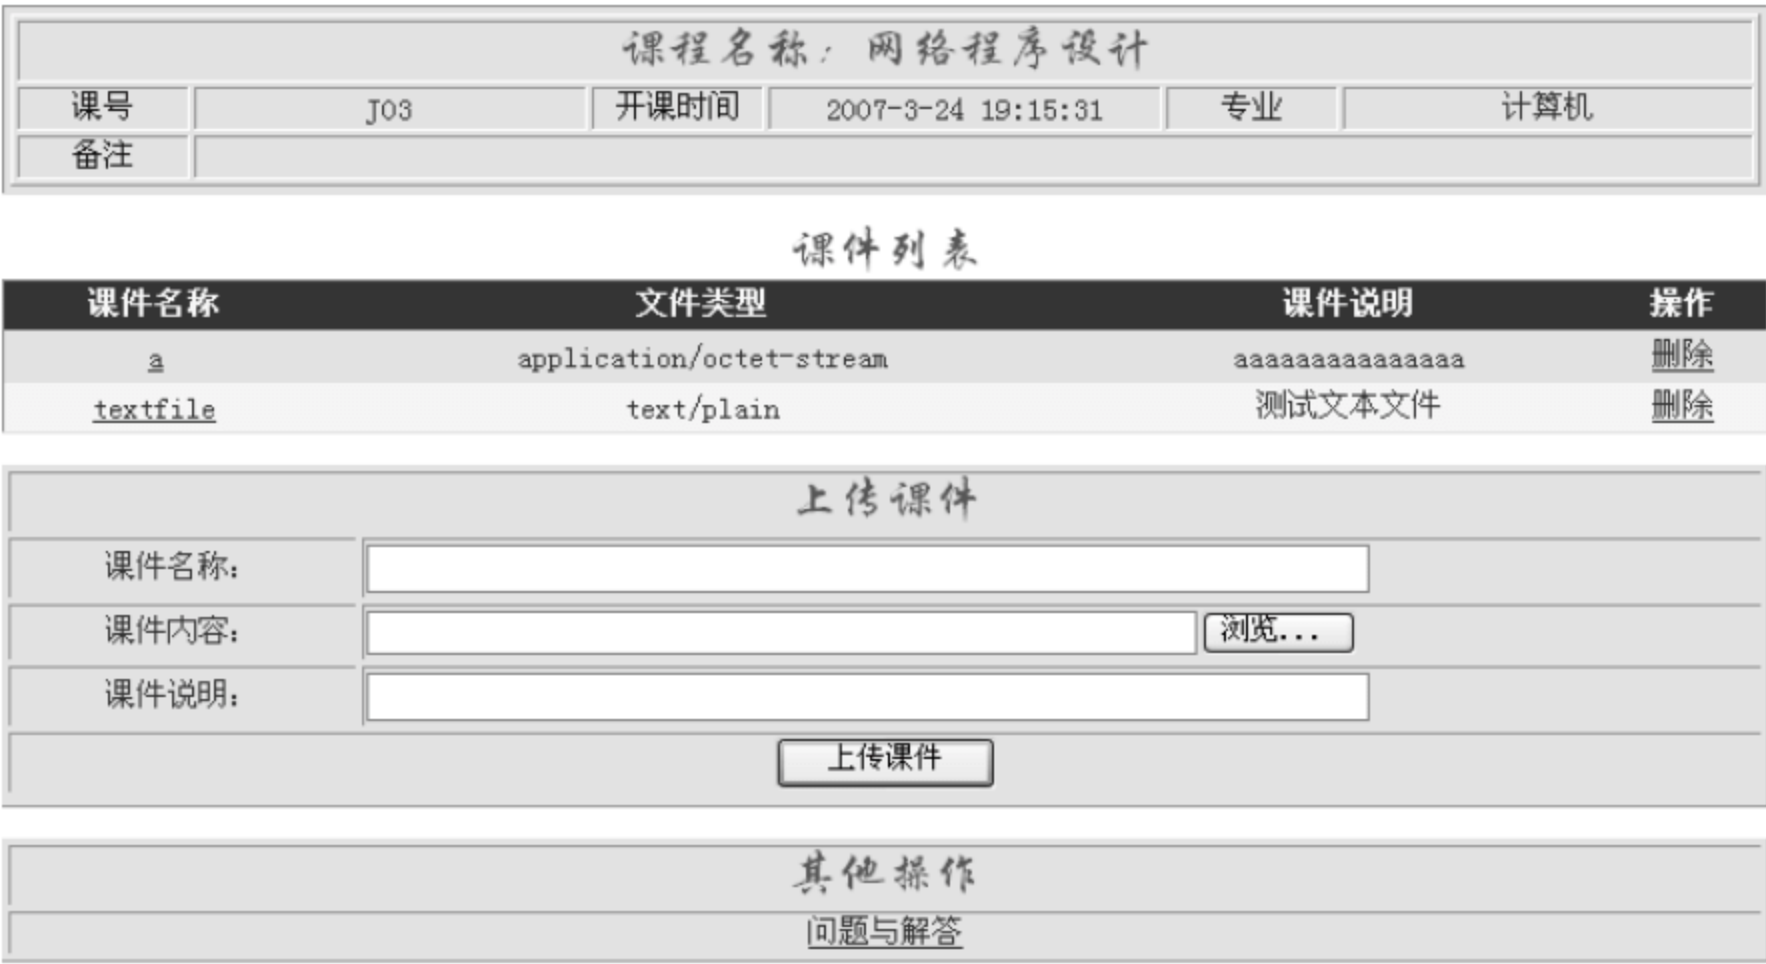 课程名称：网络程序设计
课号 J03 开课时间 2007-3-24 19:15:31 专业 计算机
备注
课件列表
课件名称 文件类型 课件说明 操作
a application/octet-stream aaaaaaaaaaaaaaa 删除
textfile text/plain 测试文本文件 删除
上传课件
课件名称：
课件内容： 浏览...
课件说明：
上传课件
其他操作
问题与解答